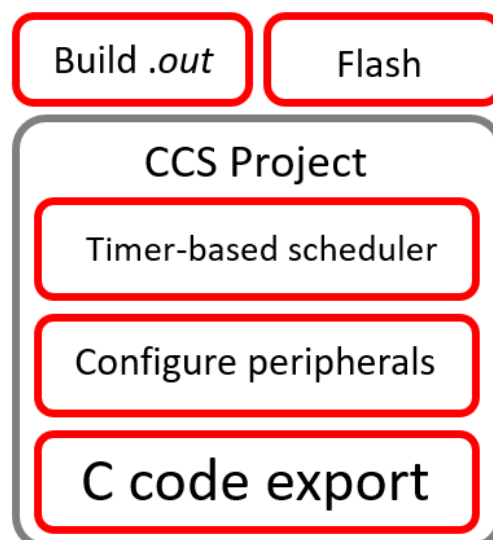 Build .out
Flash
CCS Project
Timer-based scheduler
Configure peripherals
C code export